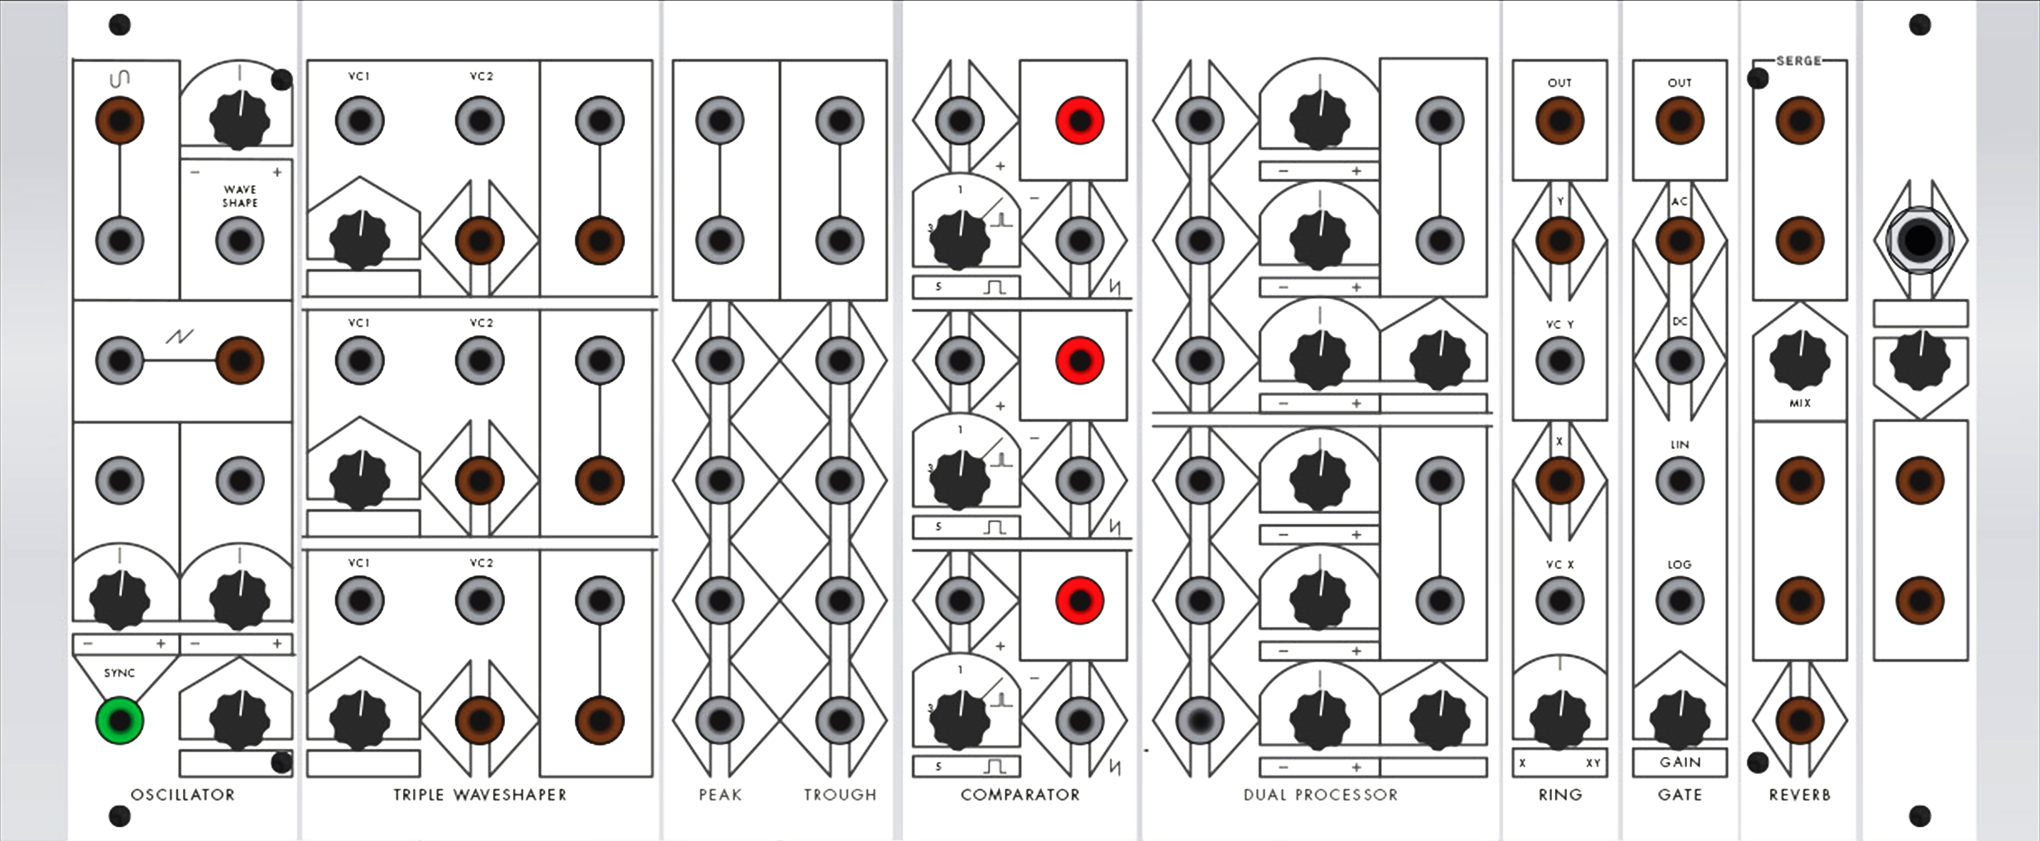 SERGE
VC1 VC2
OUT
OUT
- +
WAVE
SHAPE
+
1
-
3
- +
Y
AC
5
- +
VC1 VC2
VC Y
DC
+
1
-
3
- +
MIX
X
LIN
5
- +
VC1 VC2
VC X
LOG
- + - +
+
1
-
3
- +
SYNC
5
- +
X XY
GAIN
OSCILLATOR
TRIPLE WAVESHAPER
PEAK
TROUGH
COMPARATOR
DUAL PROCESSOR
RING
GATE
REVERB